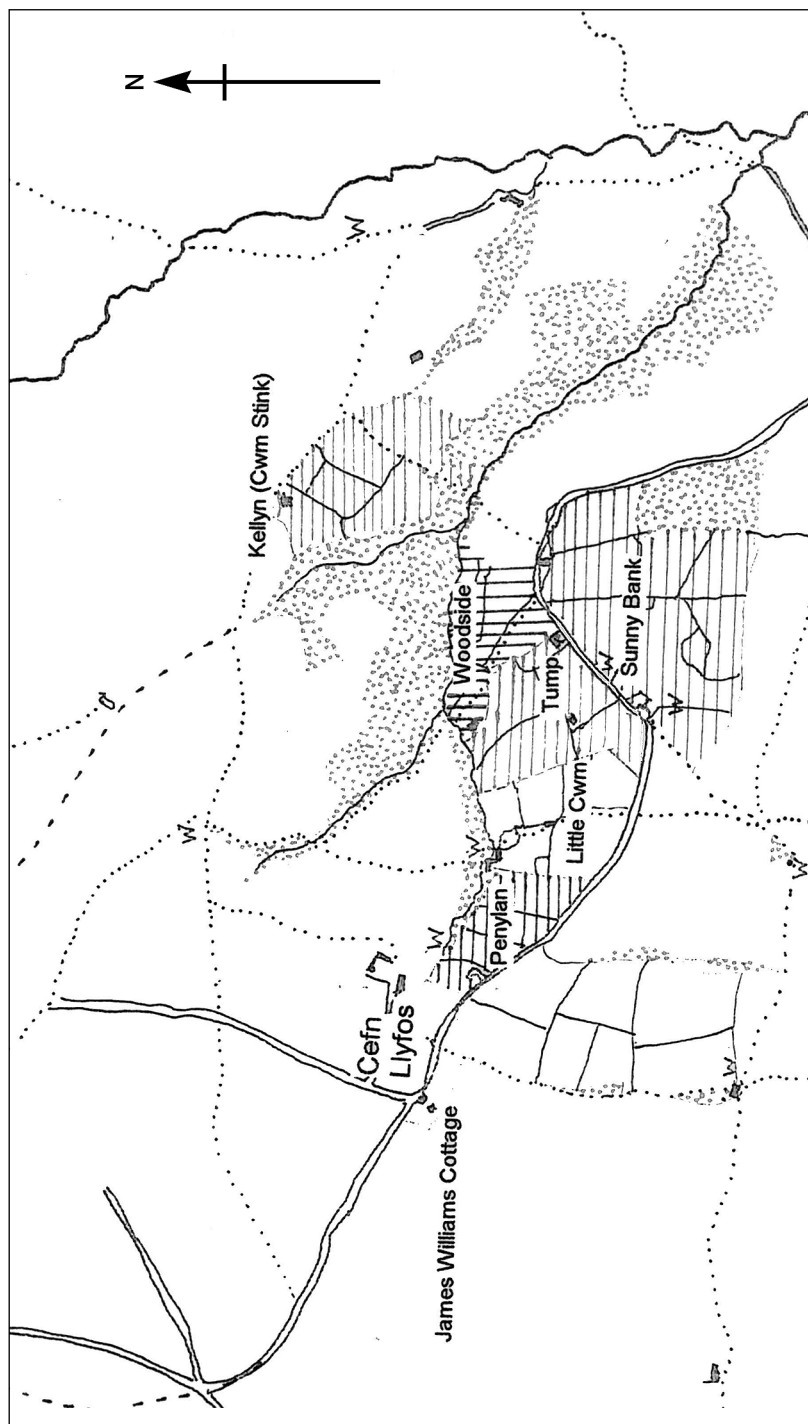 N
W
Kellyn (Cwm Stink)
W
Cefn
Llyfos
W
James Williams Cottage
Woodside
W
Penylan
Tump
Little Cwm
W
Sunny Bank
W
W
W